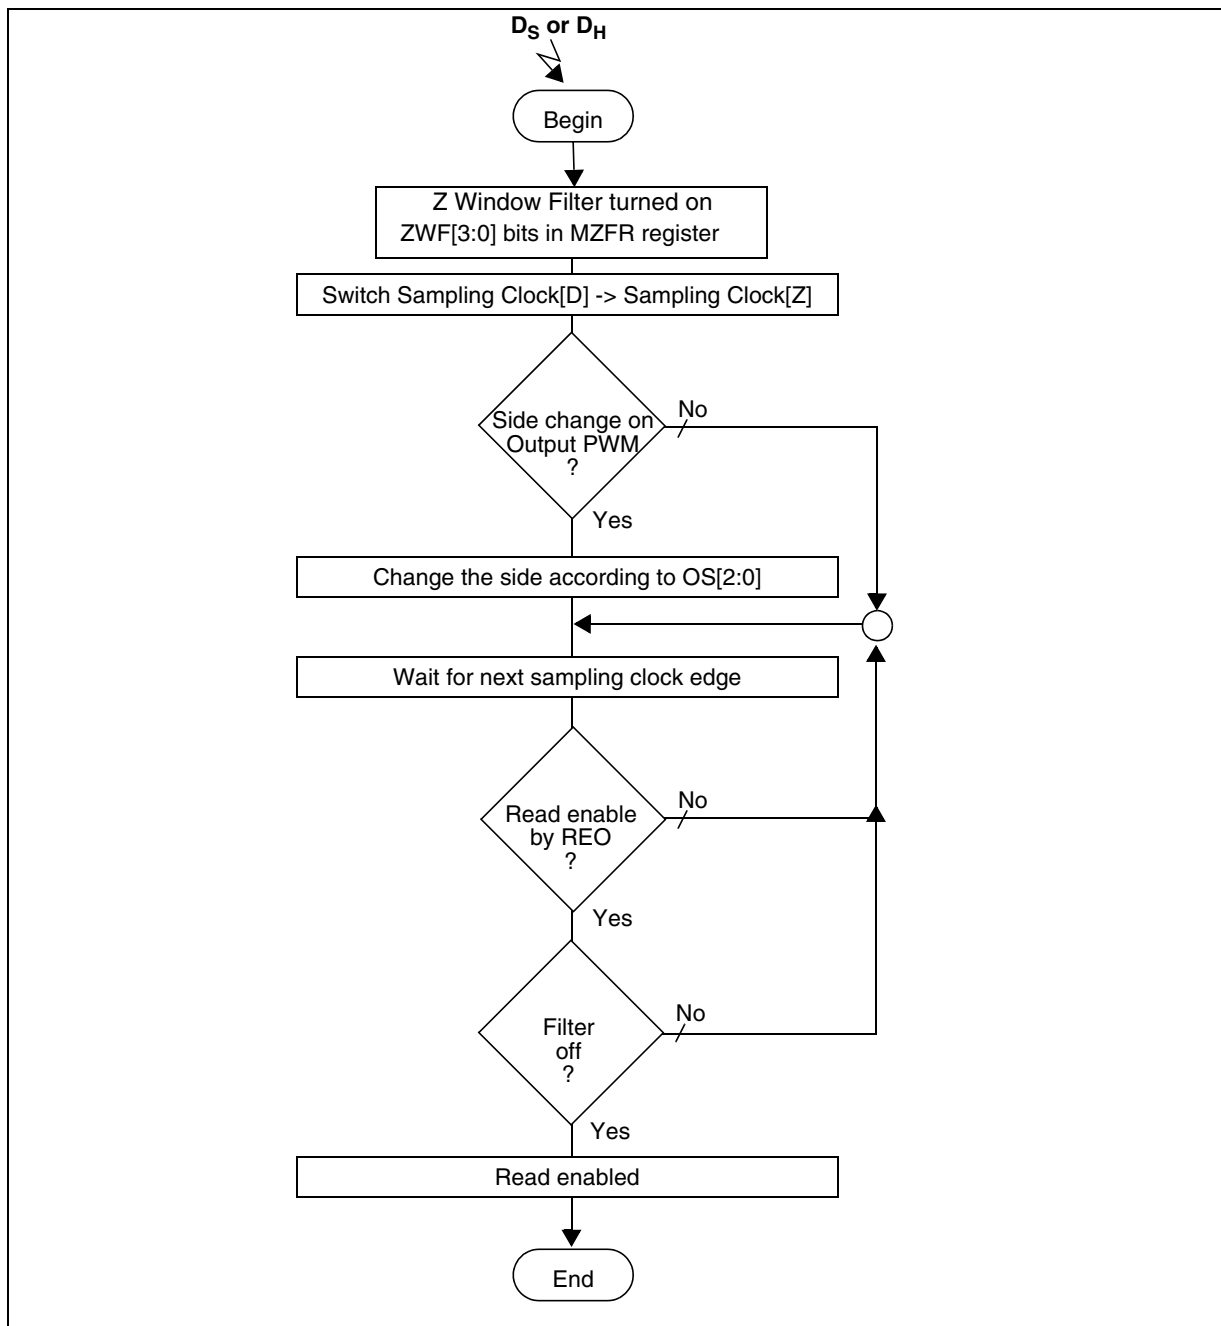 DS or DH
Begin
Z Window Filter turned on
ZWF[3:0] bits in MZFR register
Switch Sampling Clock[D] -> Sampling Clock[Z]
Side change on
Output PWM
?
No
Yes
Change the side according to OS[2:0]
Wait for next sampling clock edge
Read enable
by REO
?
No
Yes
Filter
off
?
No
Yes
Read enabled
End